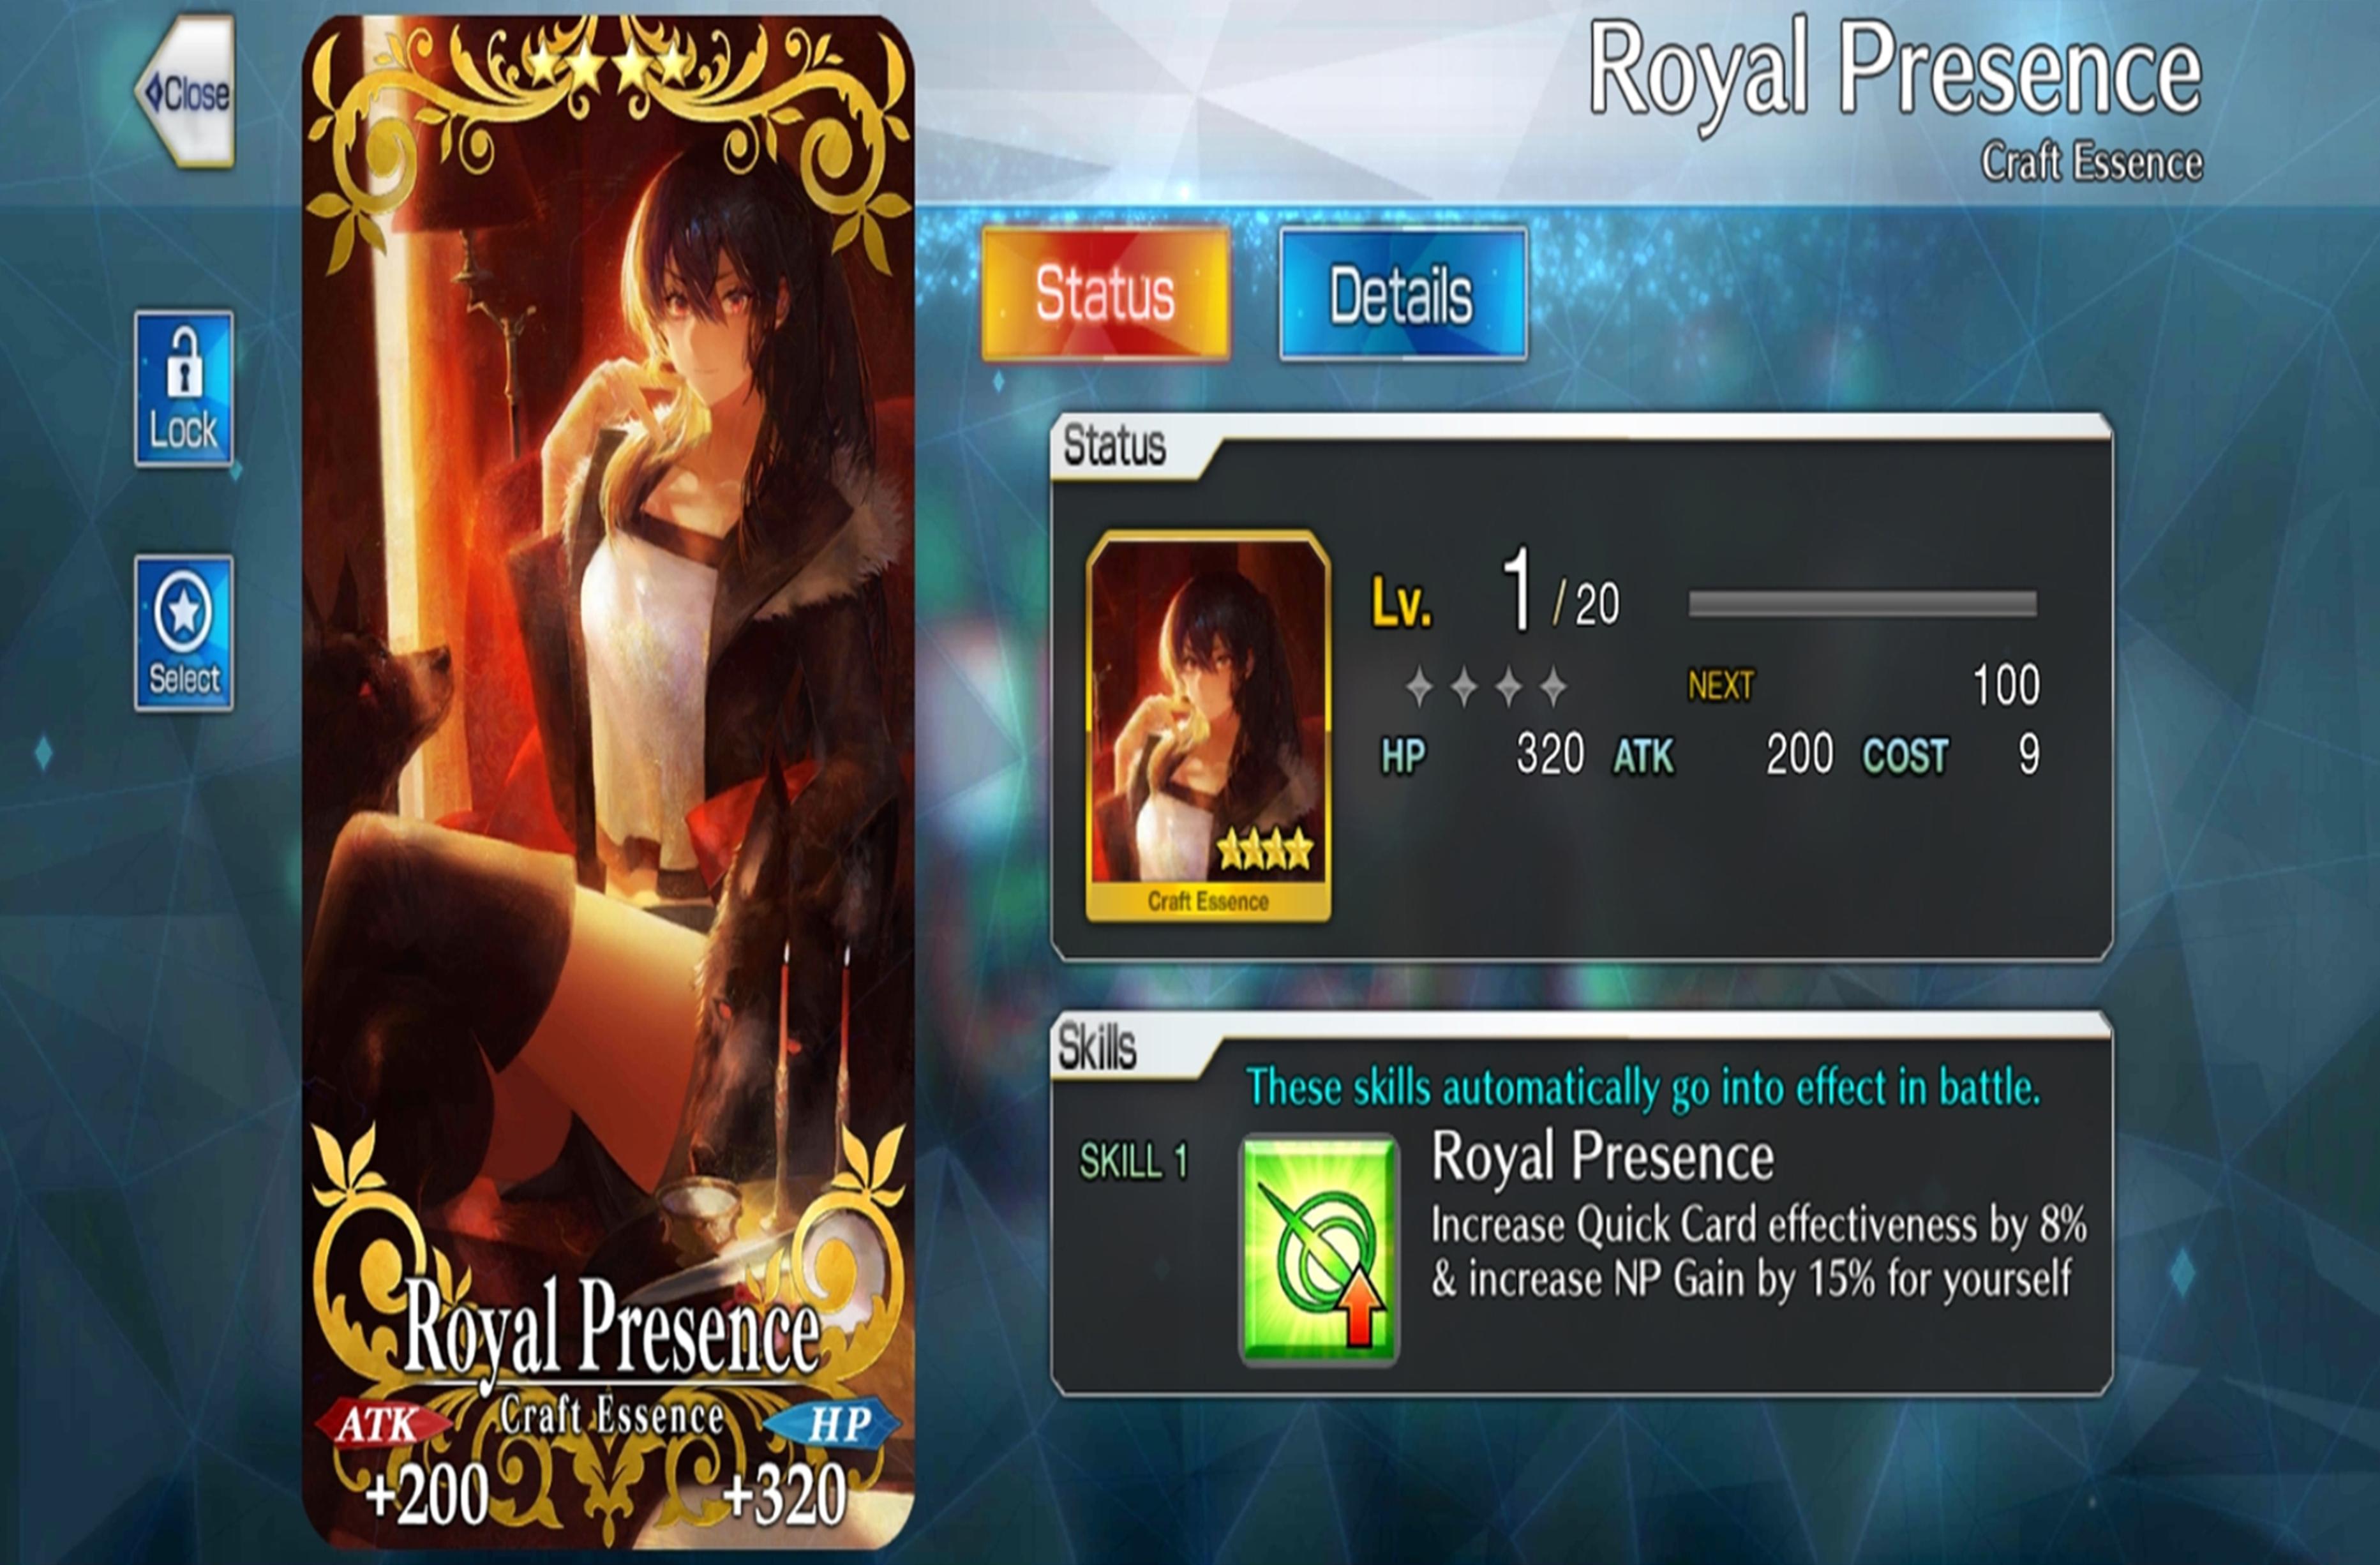 Close
Royal Presence
Craft Essence
Lock
Select
Status
Details
Status
Lv. 1 / 20
NEXT 100
HP 320 ATK 200 COST 9
Craft Essence
Skills
These skills automatically go into effect in battle.
SKILL 1
Royal Presence
Increase Quick Card effectiveness by 8%
& increase NP Gain by 15% for yourself
Royal Presence
Craft Essence
ATK HP
+200 +320